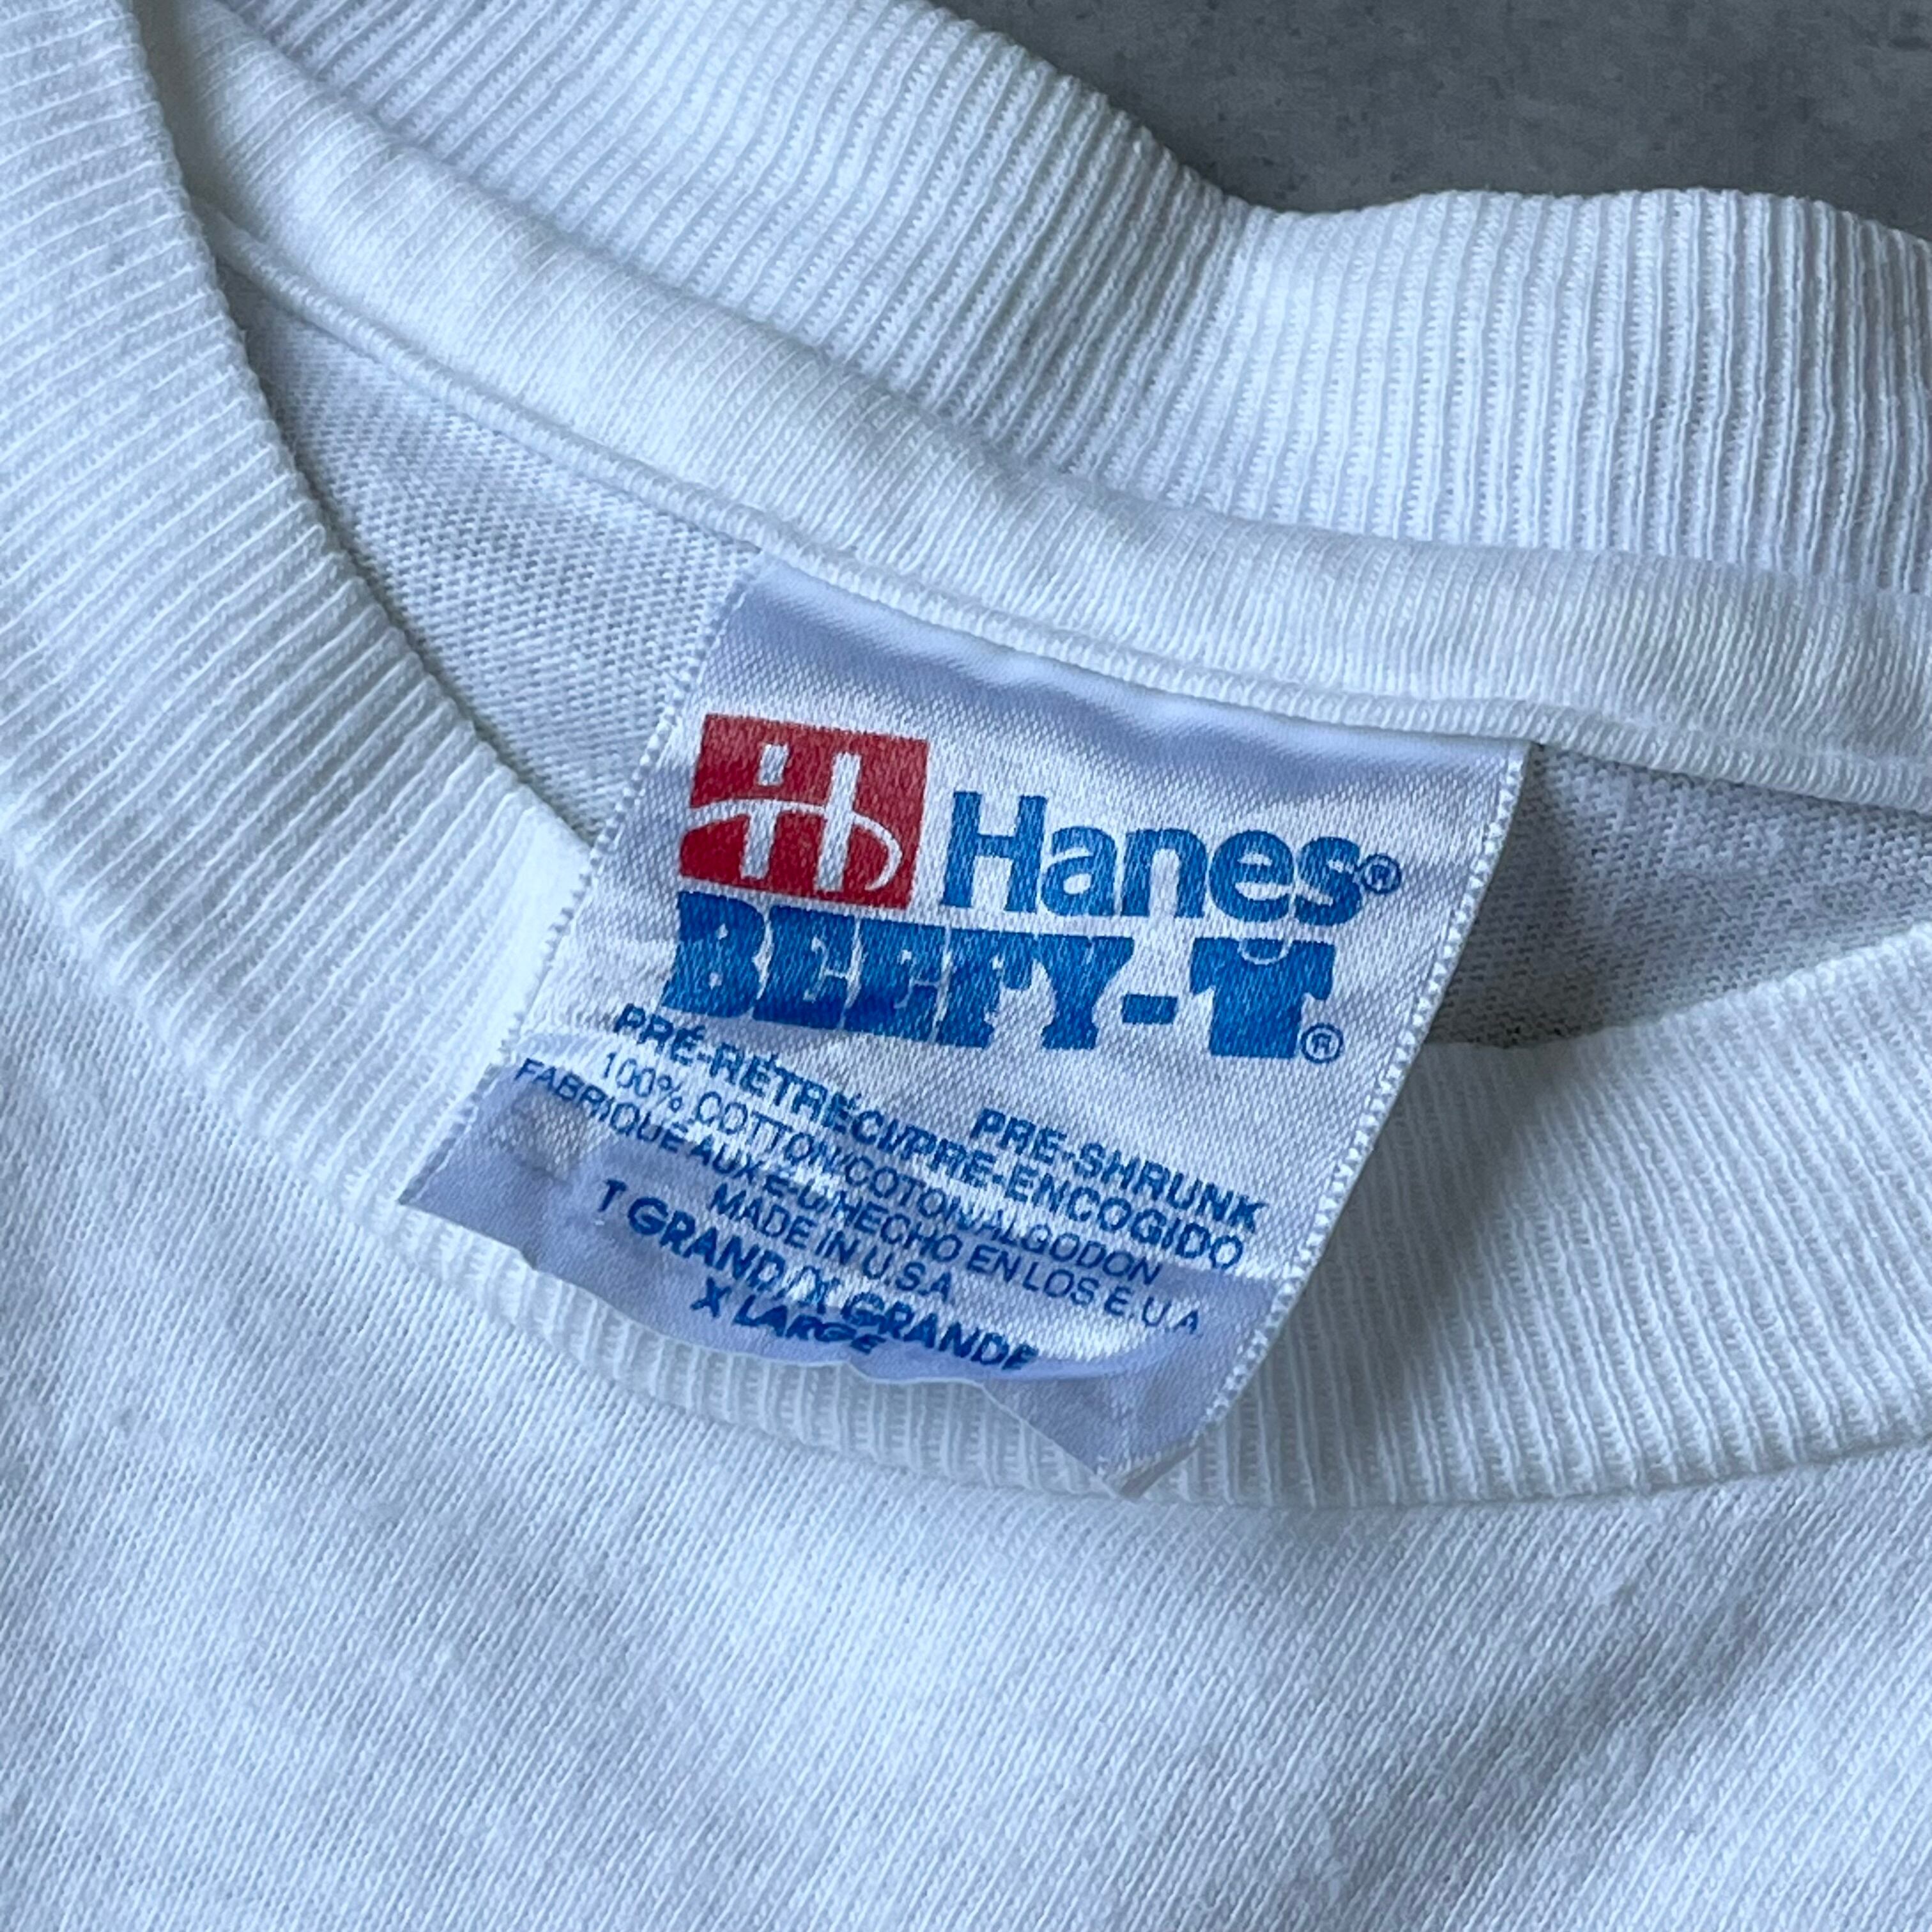 H Hanes®
BEEFY-T®
PRE-SHRUNK
PRÉ-RÉTRÉCI/PRE-ENCOGIDO
100% COTTON/COTON/ALGODON
FABRIQUE AUX E-U/HECHO EN LOS E.U.A
MADE IN U.S.A
T GRAND/X GRANDE
X LARGE